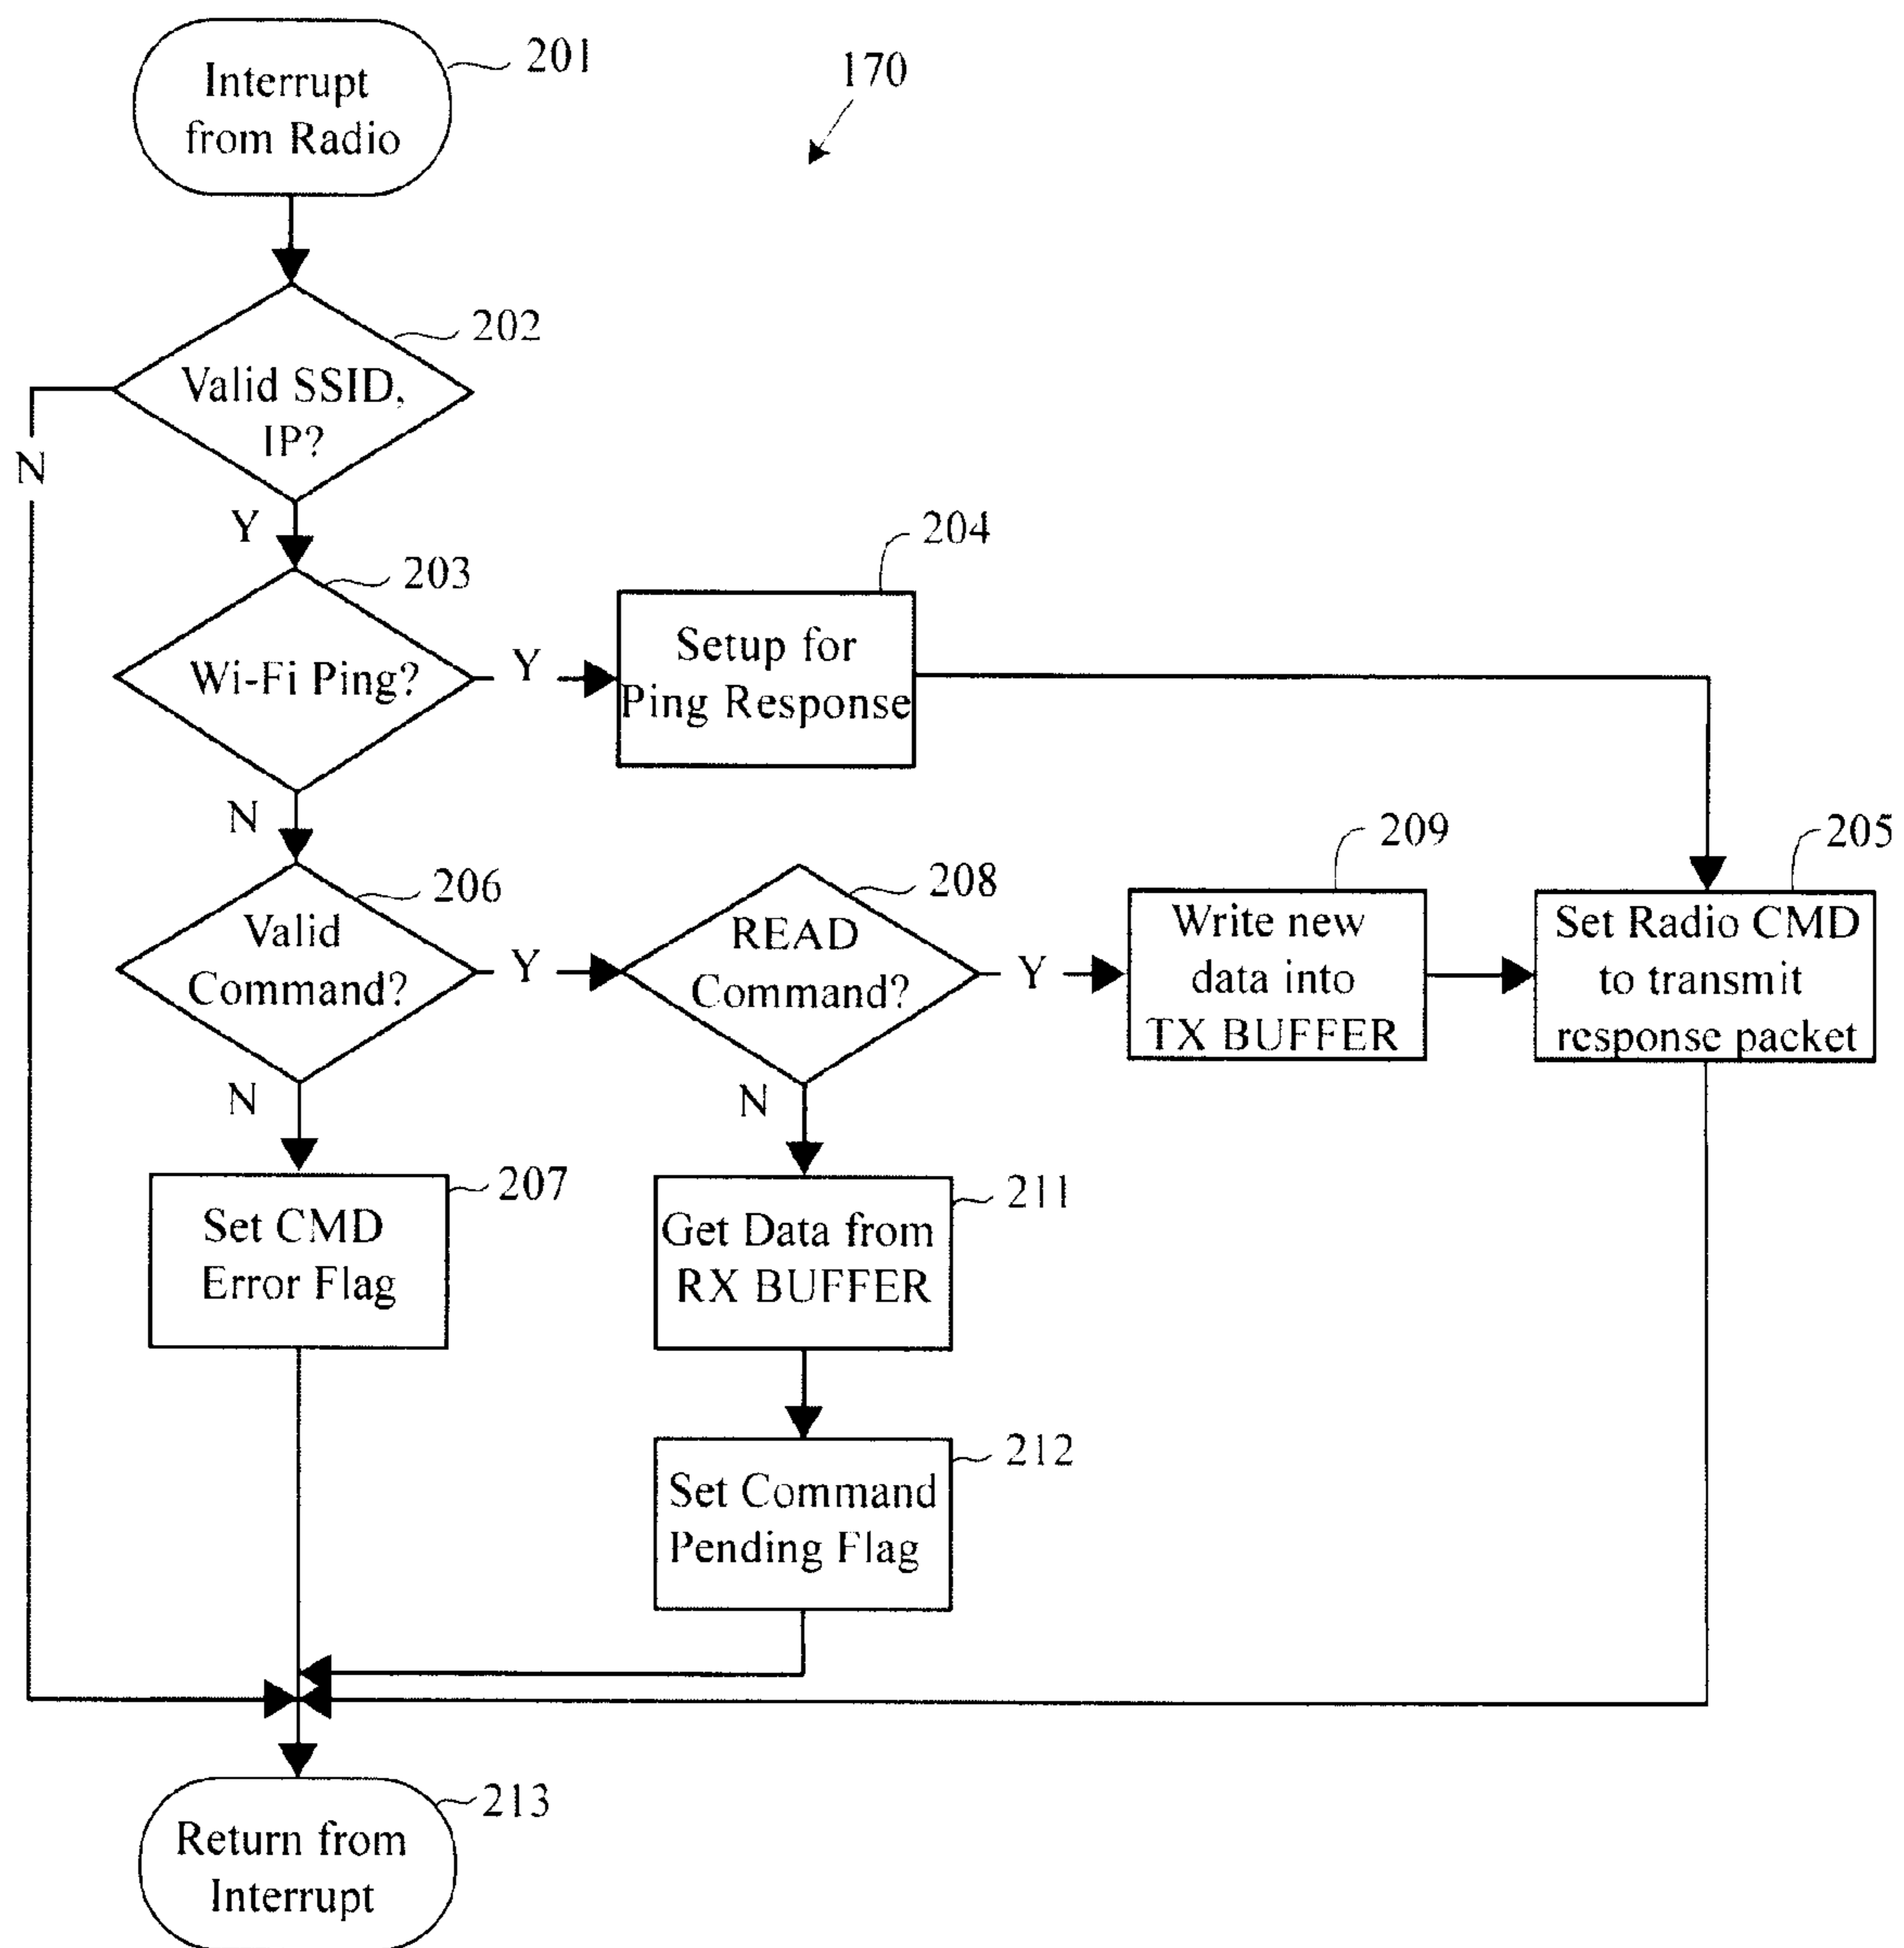 Interrupt
from Radio
201
170
202
Valid SSID,
IP?
N
Y
203
Wi-Fi Ping?
Y
204
Setup for
Ping Response
N
206
Valid
Command?
Y
208
READ
Command?
Y
209
Write new
data into
TX BUFFER
205
Set Radio CMD
to transmit
response packet
N
N
207
Set CMD
Error Flag
211
Get Data from
RX BUFFER
212
Set Command
Pending Flag
213
Return from
Interrupt